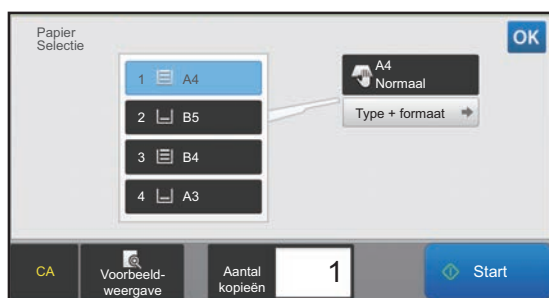 Papier
Selectie
OK
1 A4
2 B5
3 B4
4 A3
A4
Normaal
Type + formaat
CA
Voorbeeld-
weergave
Aantal
kopieën
1
Start